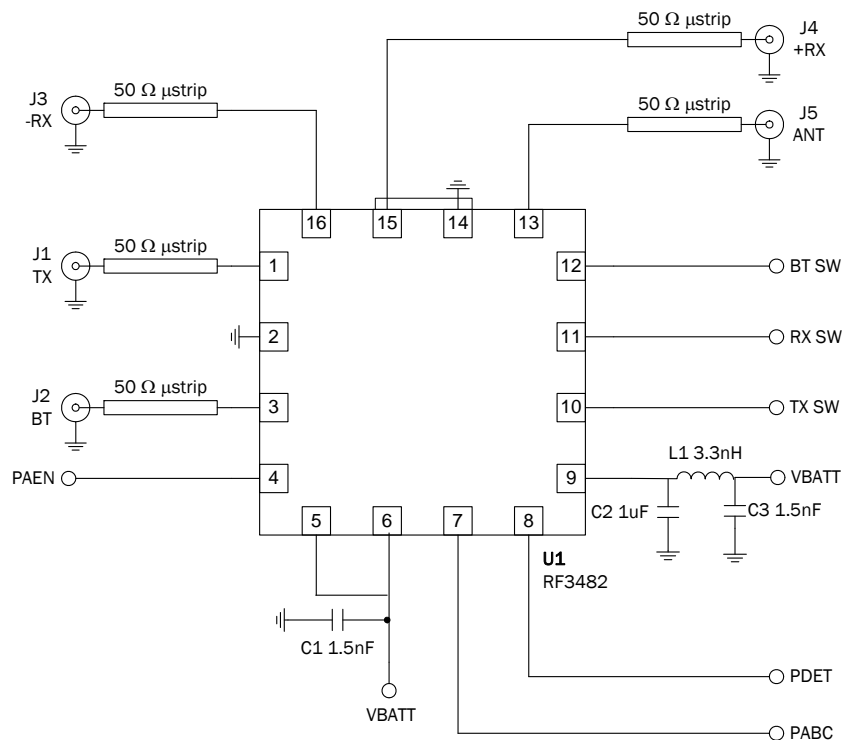 J4
+RX
50 Ω µstrip
J3
-RX
50 Ω µstrip
J5
ANT
50 Ω µstrip
16
15
14
13
J1
TX
50 Ω µstrip
1
12
BT SW
2
11
RX SW
J2
BT
50 Ω µstrip
3
10
TX SW
L1 3.3nH
PAEN
4
9
VBATT
C2 1uF
C3 1.5nF
5
6
7
8
U1
RF3482
C1 1.5nF
VBATT
PDET
PABC